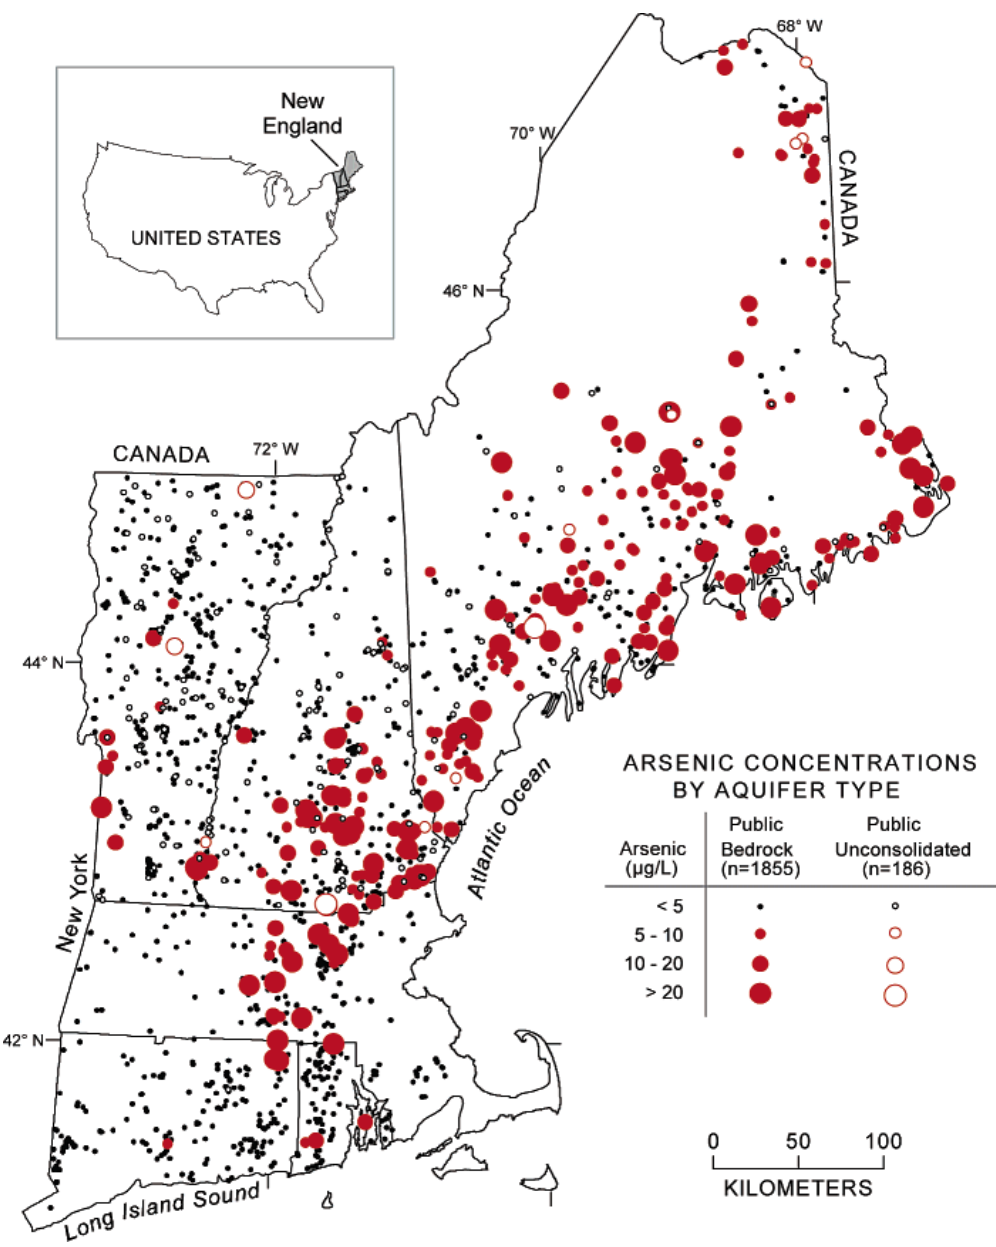 68° W
New
England
70° W
CANADA
UNITED STATES
46° N
CANADA
72° W
44° N
ARSENIC CONCENTRATIONS
BY AQUIFER TYPE
Atlantic Ocean
Public
Public
Arsenic
Bedrock
Unconsolidated
(µg/L)
(n=1855)
(n=186)
New York
< 5
5 - 10
10 - 20
> 20
42° N
0 50 100
KILOMETERS
Long Island Sound